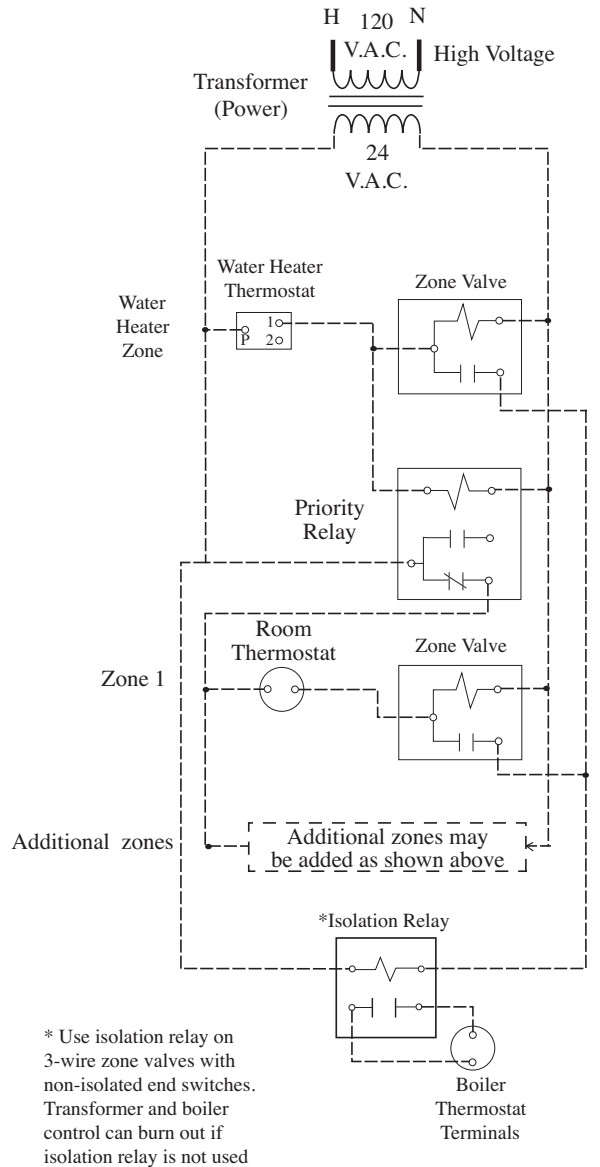 H 120 N
V.A.C. High Voltage
Transformer
(Power)
24
V.A.C.
Water Heater
Thermostat
Zone Valve
Water
Heater
Zone
1
P 2
Priority
Relay
Room
Thermostat
Zone Valve
Zone 1
Additional zones
Additional zones may
be added as shown above
*Isolation Relay
* Use isolation relay on
3-wire zone valves with
non-isolated end switches.
Transformer and boiler
control can burn out if
isolation relay is not used
Boiler
Thermostat
Terminals